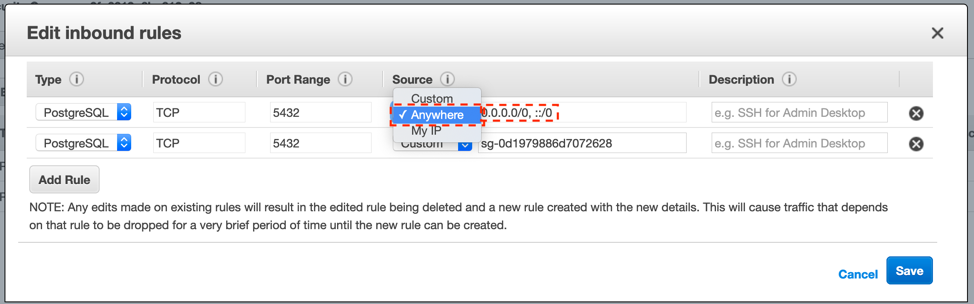 Edit inbound rules
Type Protocol Port Range Source Description
Custom
PostgreSQL TCP 5432 ✓ Anywhere 0.0.0.0/0, ::/0 e.g. SSH for Admin Desktop
My IP
PostgreSQL TCP 5432 Custom sg-0d1979886d7072628 e.g. SSH for Admin Desktop
Add Rule
NOTE: Any edits made on existing rules will result in the edited rule being deleted and a new rule created with the new details. This will cause traffic that depends
on that rule to be dropped for a very brief period of time until the new rule can be created.
Cancel Save